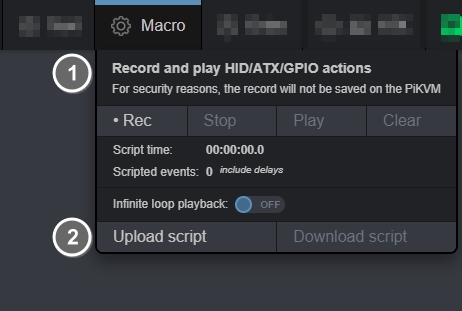 Macro
1
Record and play HID/ATX/GPIO actions
For security reasons, the record will not be saved on the PiKVM
• Rec Stop Play Clear
Script time: 00:00:00.0
Scripted events: 0 include delays
Infinite loop playback: OFF
2
Upload script Download script